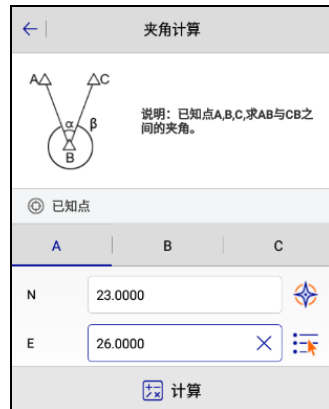 夹角计算
A C
α β
B
说明：已知点A,B,C,求AB与CB之
间的夹角。
已知点
A B C
N 23.0000
E 26.0000
计算